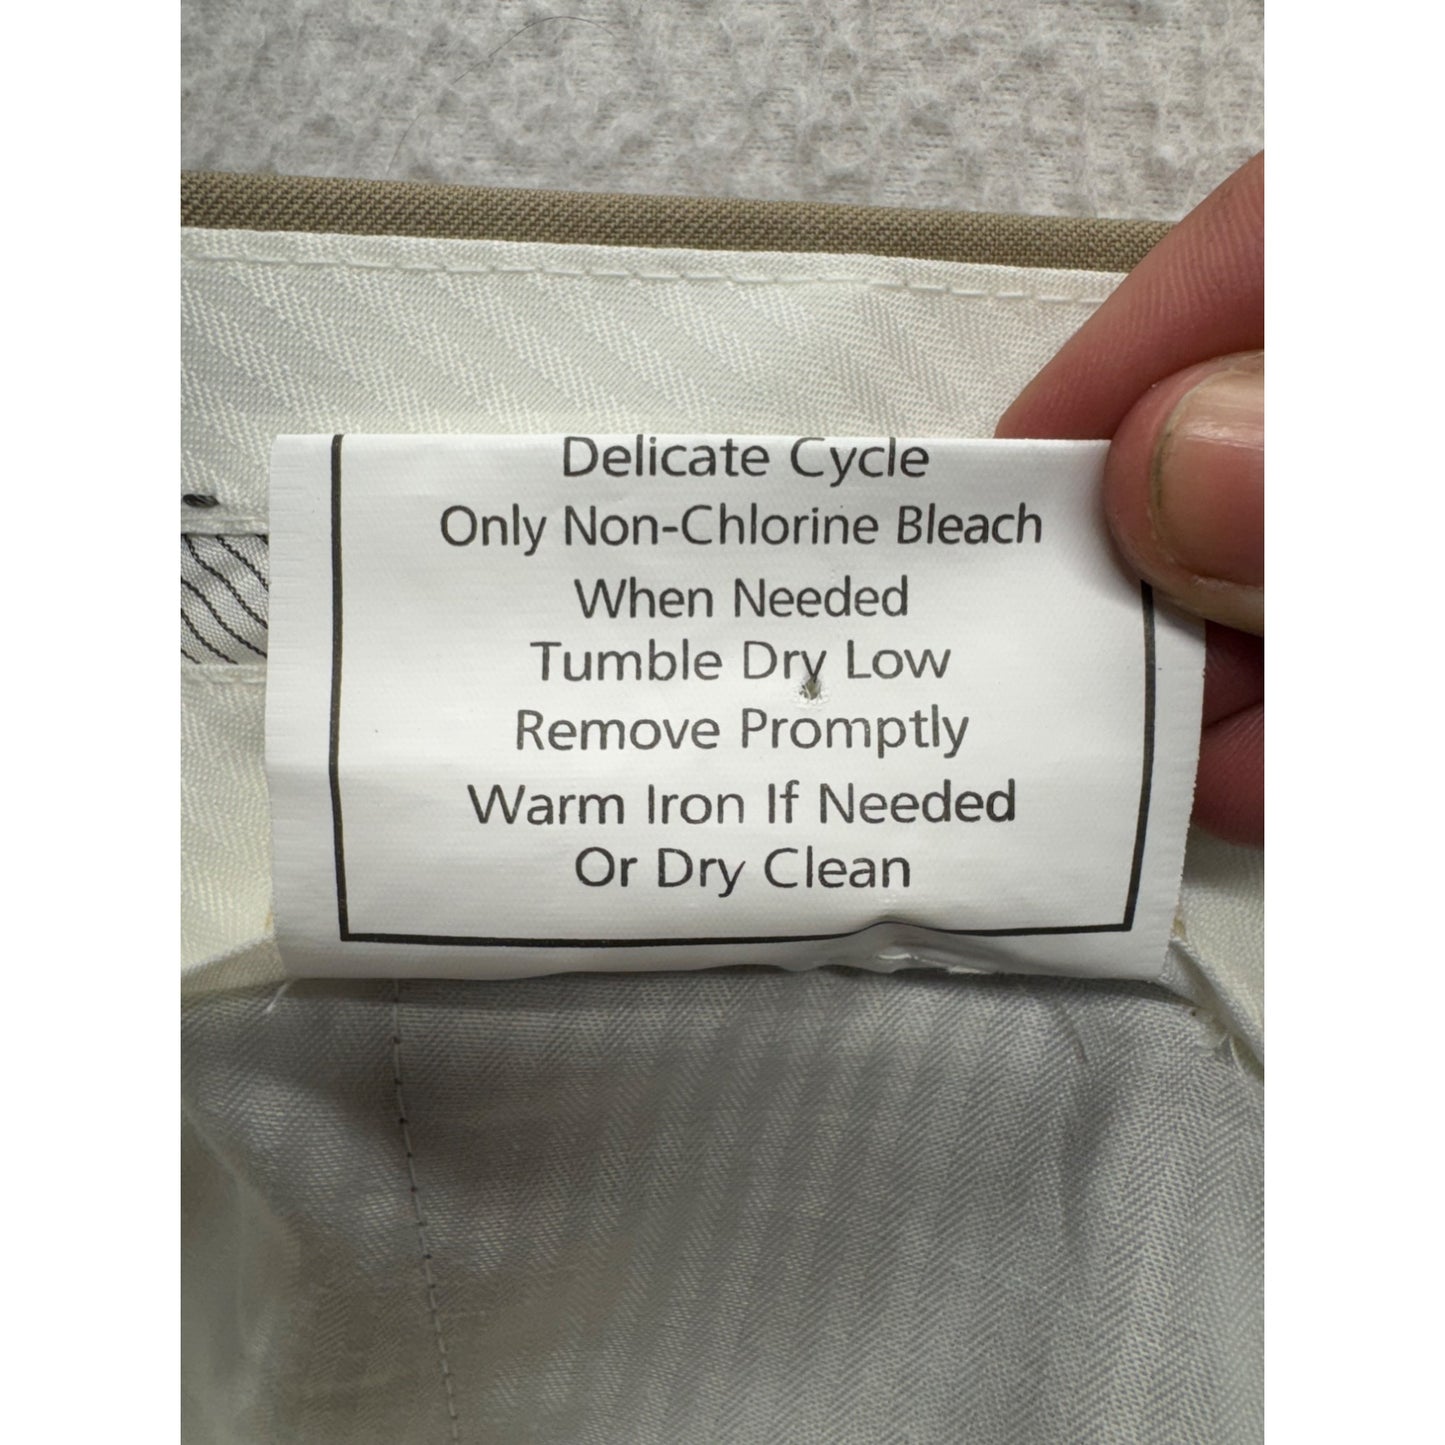 Delicate Cycle
Only Non-Chlorine Bleach
When Needed
Tumble Dry Low
Remove Promptly
Warm Iron If Needed
Or Dry Clean